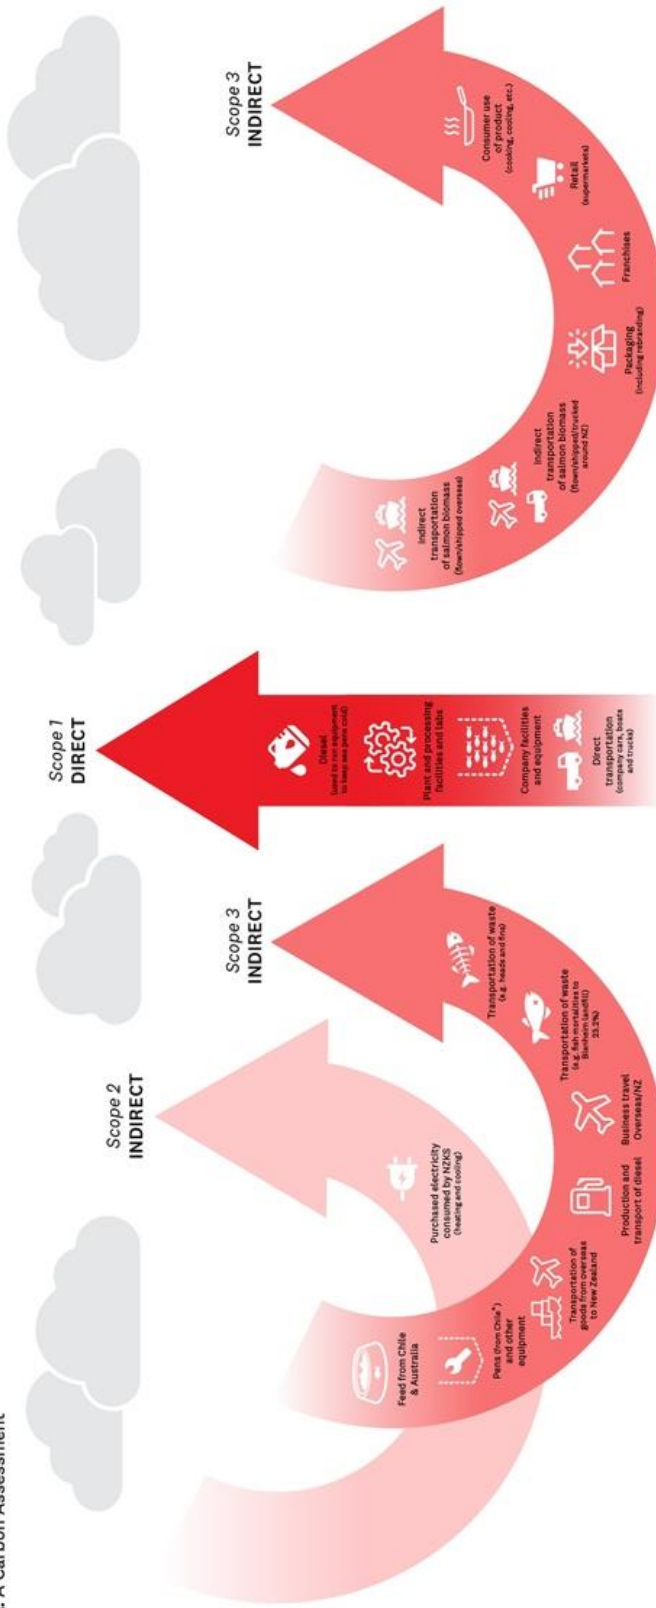 : A Carbon Assessment
Scope 2
INDIRECT
Purchased electricity
consumed by NZKS
(heating and cooling)
Scope 3
INDIRECT
Feed from Chile
& Australia
Pens (from Chile*)
and other
equipment
Transportation of
goods from overseas
to New Zealand
Production and
transport of diesel
Business travel
Overseas/NZ
Transportation of waste
(e.g. fish mortalities to
Blenheim landfill)
23.2%)
Transportation of waste
(e.g. heads and fins)
Scope 1
DIRECT
Diesel
(used to run equipment
to keep sea pens cold)
Plant and processing
facilities and labs
Company facilities
and equipment
Direct
transportation
(company cars, boats
and trucks)
Scope 3
INDIRECT
Indirect
transportation
of salmon biomass
(flown/shipped overseas)
Indirect
transportation
of salmon biomass
(flown/shipped/trucked
around NZ)
Packaging
(including rebranding)
Franchises
Retail
(supermarkets)
Consumer use
of product
(cooking, cooling, etc.)